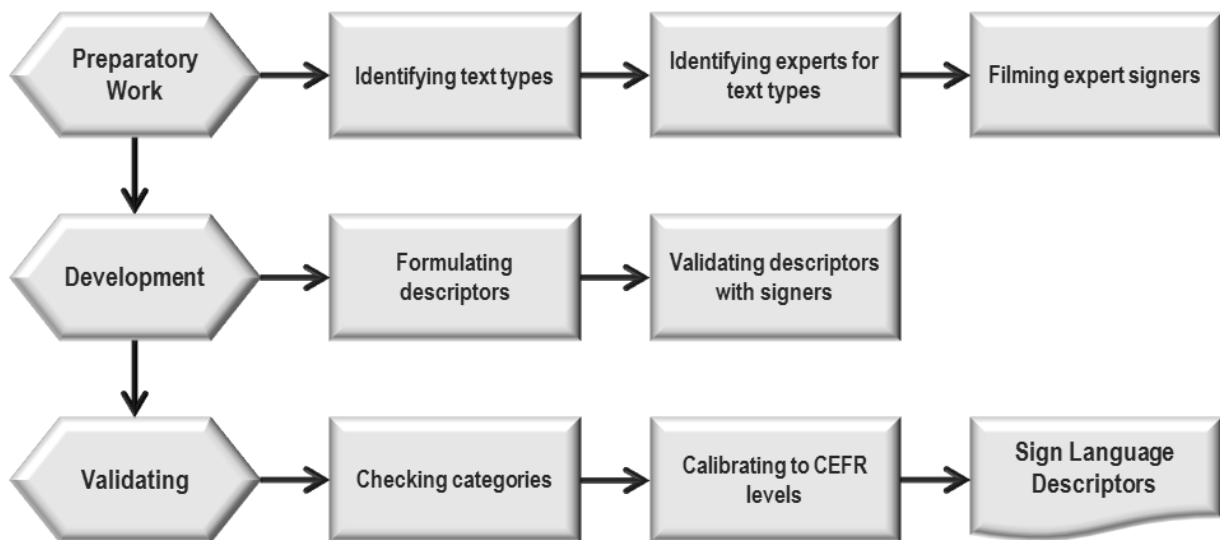 Preparatory
Work
Identifying text types
Identifying experts for
text types
Filming expert signers
Development
Formulating
descriptors
Validating descriptors
with signers
Validating
Checking categories
Calibrating to CEFR
levels
Sign Language
Descriptors